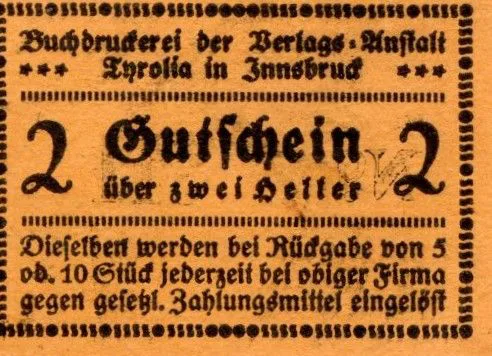 Buchdruckerei der Verlags-Anstalt
*** Tyrolia in Innsbruck ***
2 Gutschein 2
über zwei Heller
Dieselben werden bei Rückgabe von 5
od. 10 Stück jederzeit bei obiger Firma
gegen gesetzl. Zahlungsmittel eingelöst